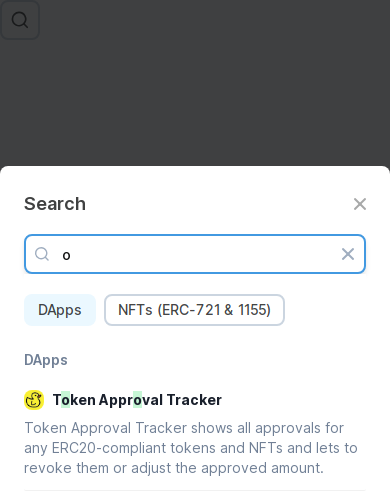 Search
o
DApps
NFTs (ERC-721 & 1155)
DApps
Token Approval Tracker
Token Approval Tracker shows all approvals for
any ERC20-compliant tokens and NFTs and lets to
revoke them or adjust the approved amount.